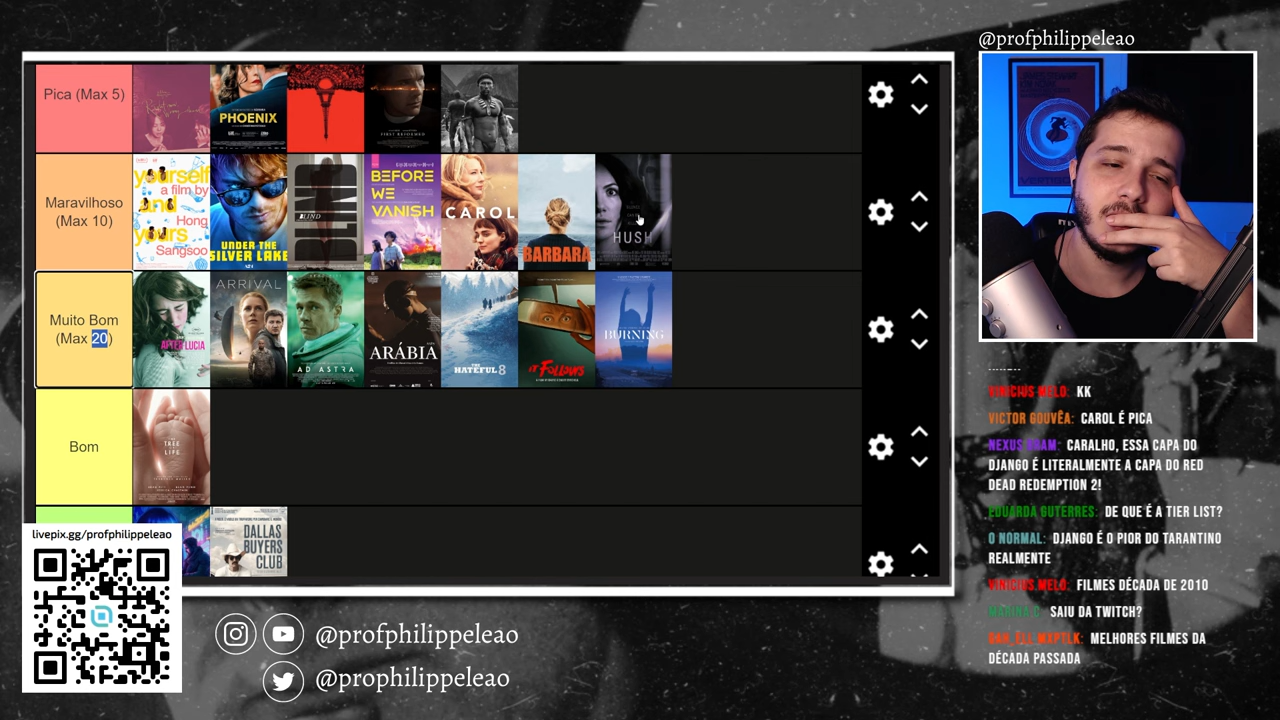 @profphilippeleao
Pica (Max 5)
PHOENIX
FIRST REFORMED
Maravilhoso
(Max 10)
yourself
and
yours
a film by
Hong
Sangsoo
UNDER THE
SILVER LAKE
BLIND
BEFORE
WE
VANISH
CAROL
BARBARA
HUSH
Muito Bom
(Max 20)
AFTER LUCIA
ARRIVAL
AD ASTRA
ARÁBIA
THE
HATEFUL 8
IT FOLLOWS
BURNING
Bom
THE
TREE
OF
LIFE
DALLAS
BUYERS
CLUB
livepix.gg/profphilippeleao
@profphilippeleao
@prophilippeleao
VINICIUS MELO: KK
VICTOR GOUVÊA: CAROL É PICA
CARALHO, ESSA CAPA DO
DJANGO É LITERALMENTE A CAPA DO RED
DEAD REDEMPTION 2!
EDUARDA GUTERRES: DE QUE É A TIER LIST?
O NORMAL: DJANGO É O PIOR DO TARANTINO
REALMENTE
VINICIUS MELO: FILMES DÉCADA DE 2010
SAIU DA TWITCH?
MELHORES FILMES DA
DÉCADA PASSADA